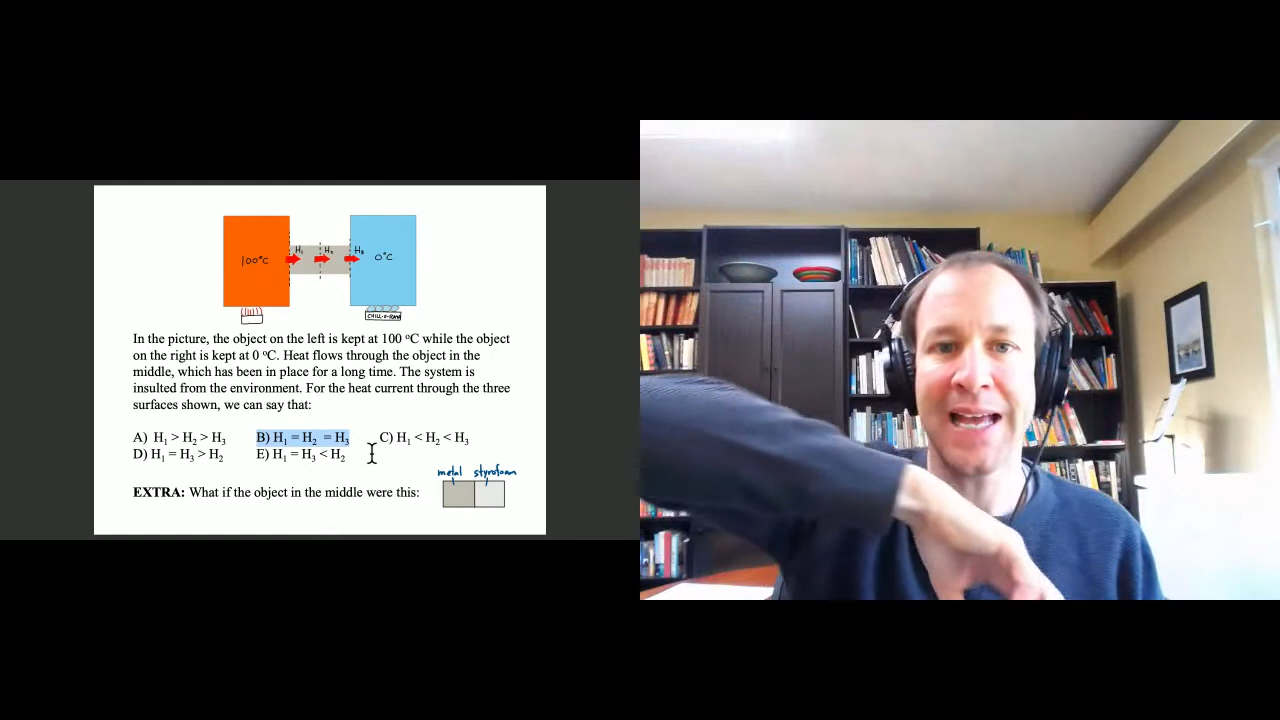 H₁ H₂ H₃
100°C 0°C
CHILL-O-RAMA
In the picture, the object on the left is kept at 100 °C while the object
on the right is kept at 0 °C. Heat flows through the object in the
middle, which has been in place for a long time. The system is
insulted from the environment. For the heat current through the three
surfaces shown, we can say that:
A) H₁ > H₂ > H₃ B) H₁ = H₂ = H₃ C) H₁ < H₂ < H₃
D) H₁ = H₃ > H₂ E) H₁ = H₃ < H₂
metal styrofoam
EXTRA: What if the object in the middle were this: